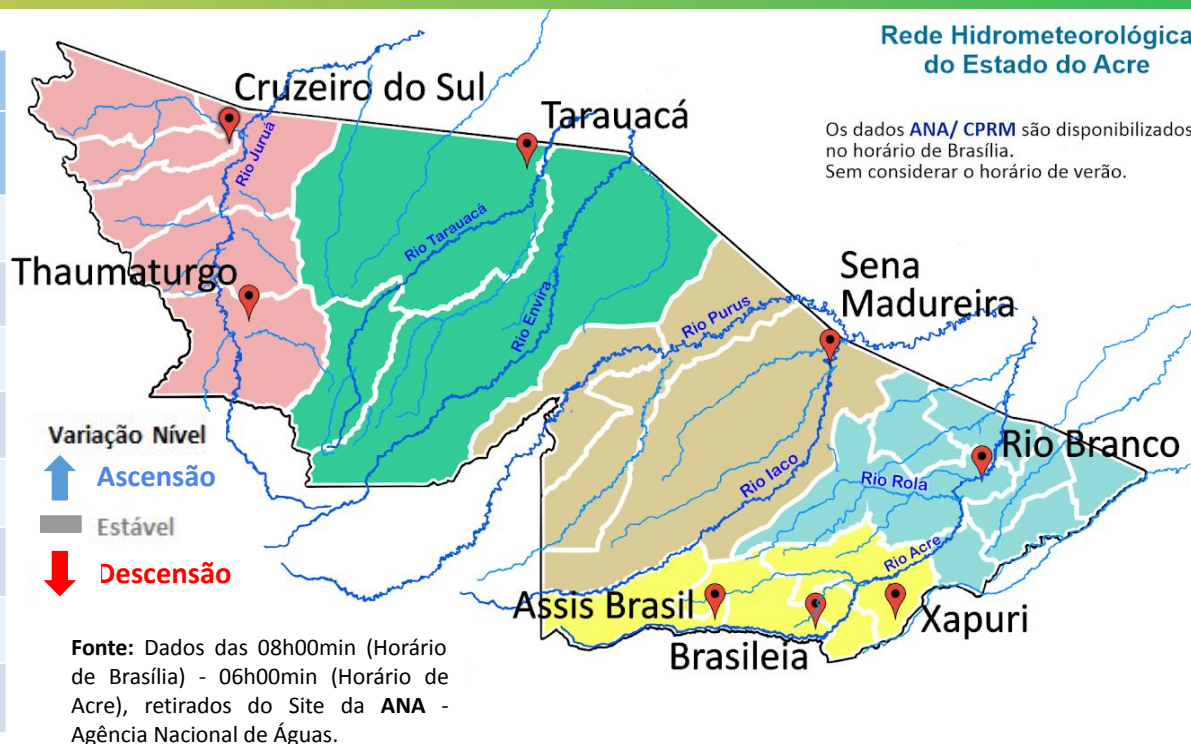 Rede Hidrometeorológica
do Estado do Acre
Os dados ANA/ CPRM são disponibilizados
no horário de Brasília.
Sem considerar o horário de verão.
Cruzeiro do Sul
Tarauacá
Rio Juruá
Rio Tarauacá
Thaumaturgo
Rio Envira
Sena
Madureira
Rio Purus
Variação Nível
Ascensão
Estável
Descensão
Rio Branco
Rio Iaco
Rio Rola
Rio Acre
Assis Brasil
Xapuri
Brasileia
Fonte: Dados das 08h00min (Horário
de Brasília) - 06h00min (Horário de
Acre), retirados do Site da ANA -
Agência Nacional de Águas.